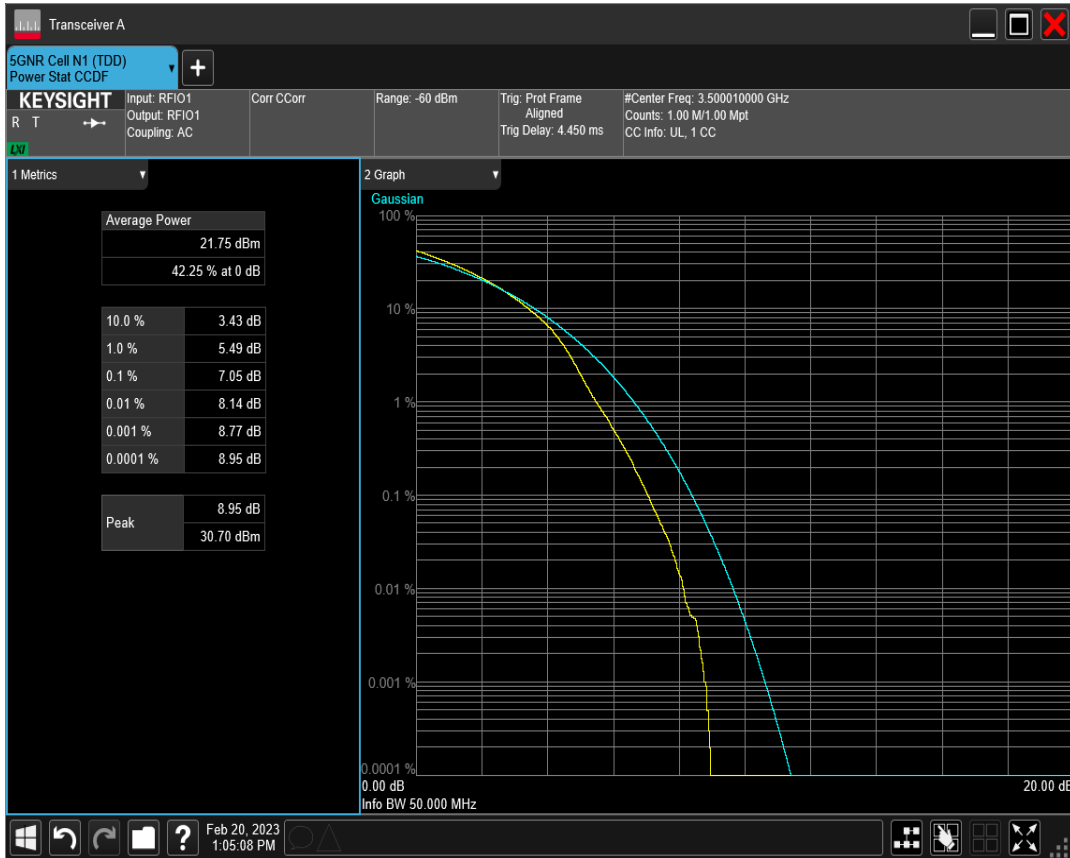 Transceiver A
5GNR Cell N1 (TDD)
Power Stat CCDF
+
KEYSIGHT
R T
LXI
Input: RFIO1
Output: RFIO1
Coupling: AC
Corr CCorr
Range: -60 dBm
Trig: Prot Frame
Aligned
Trig Delay: 4.450 ms
#Center Freq: 3.500010000 GHz
Counts: 1.00 M/1.00 Mpt
CC Info: UL, 1 CC
1 Metrics
Average Power
21.75 dBm
42.25 % at 0 dB
10.0 % 3.43 dB
1.0 % 5.49 dB
0.1 % 7.05 dB
0.01 % 8.14 dB
0.001 % 8.77 dB
0.0001 % 8.95 dB
Peak
8.95 dB
30.70 dBm
2 Graph
Gaussian
100 %
10 %
1 %
0.1 %
0.01 %
0.001 %
0.0001 %
0.00 dB
20.00 dB
Info BW 50.000 MHz
?
Feb 20, 2023
1:05:08 PM